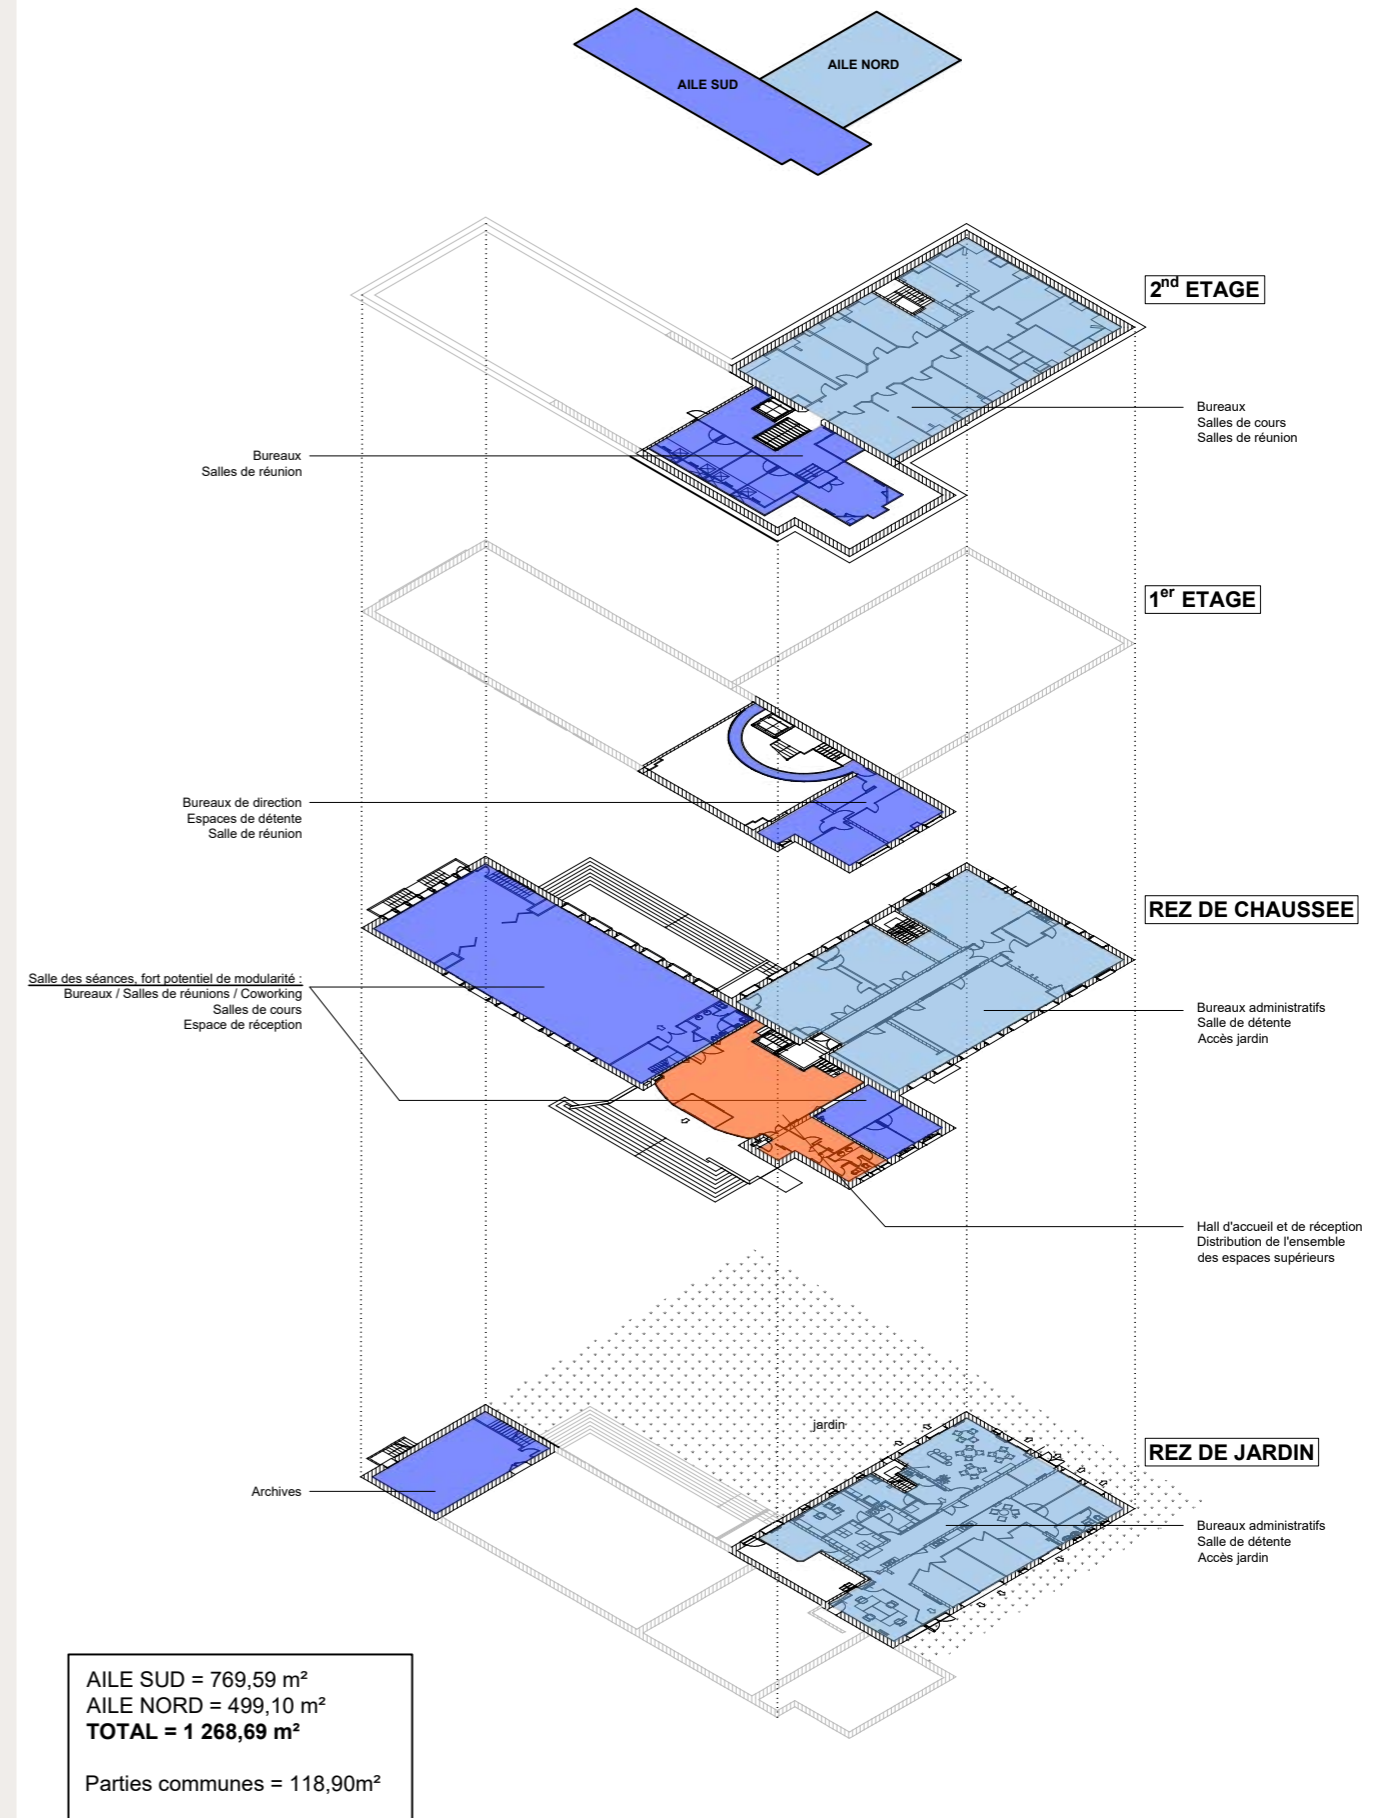 AILE SUD
AILE NORD
2nd ETAGE
Bureaux
Salles de cours
Salles de réunion
Bureaux
Salles de réunion
1er ETAGE
Bureaux de direction
Espaces de détente
Salle de réunion
REZ DE CHAUSSEE
Salle des séances, fort potentiel de modularité :
Bureaux / Salles de réunions / Coworking
Salles de cours
Espace de réception
Bureaux administratifs
Salle de détente
Accès jardin
Hall d'accueil et de réception
Distribution de l'ensemble
des espaces supérieurs
jardin
REZ DE JARDIN
Archives
Bureaux administratifs
Salle de détente
Accès jardin
AILE SUD = 769,59 m²
AILE NORD = 499,10 m²
TOTAL = 1 268,69 m²
Parties communes = 118,90m²